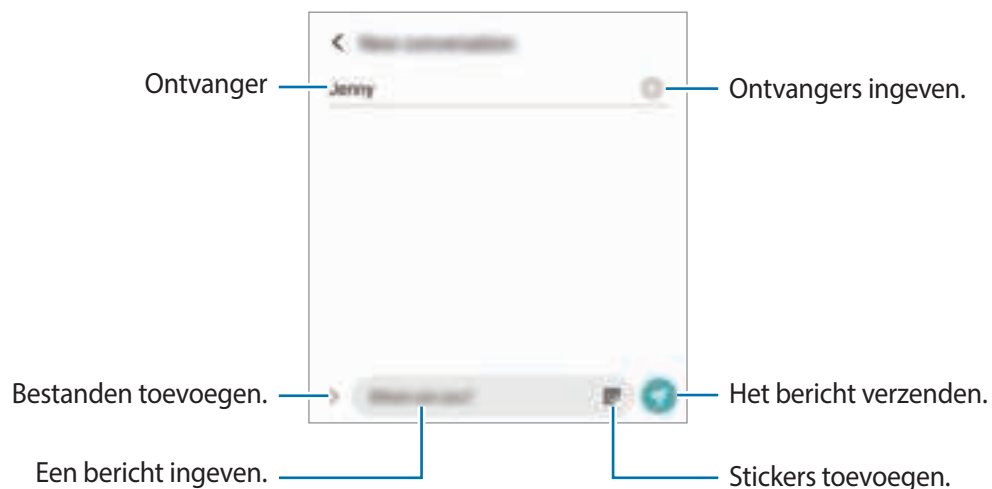 Ontvanger
Jenny
Ontvangers ingeven.
Bestanden toevoegen.
Het bericht verzenden.
Een bericht ingeven.
Stickers toevoegen.